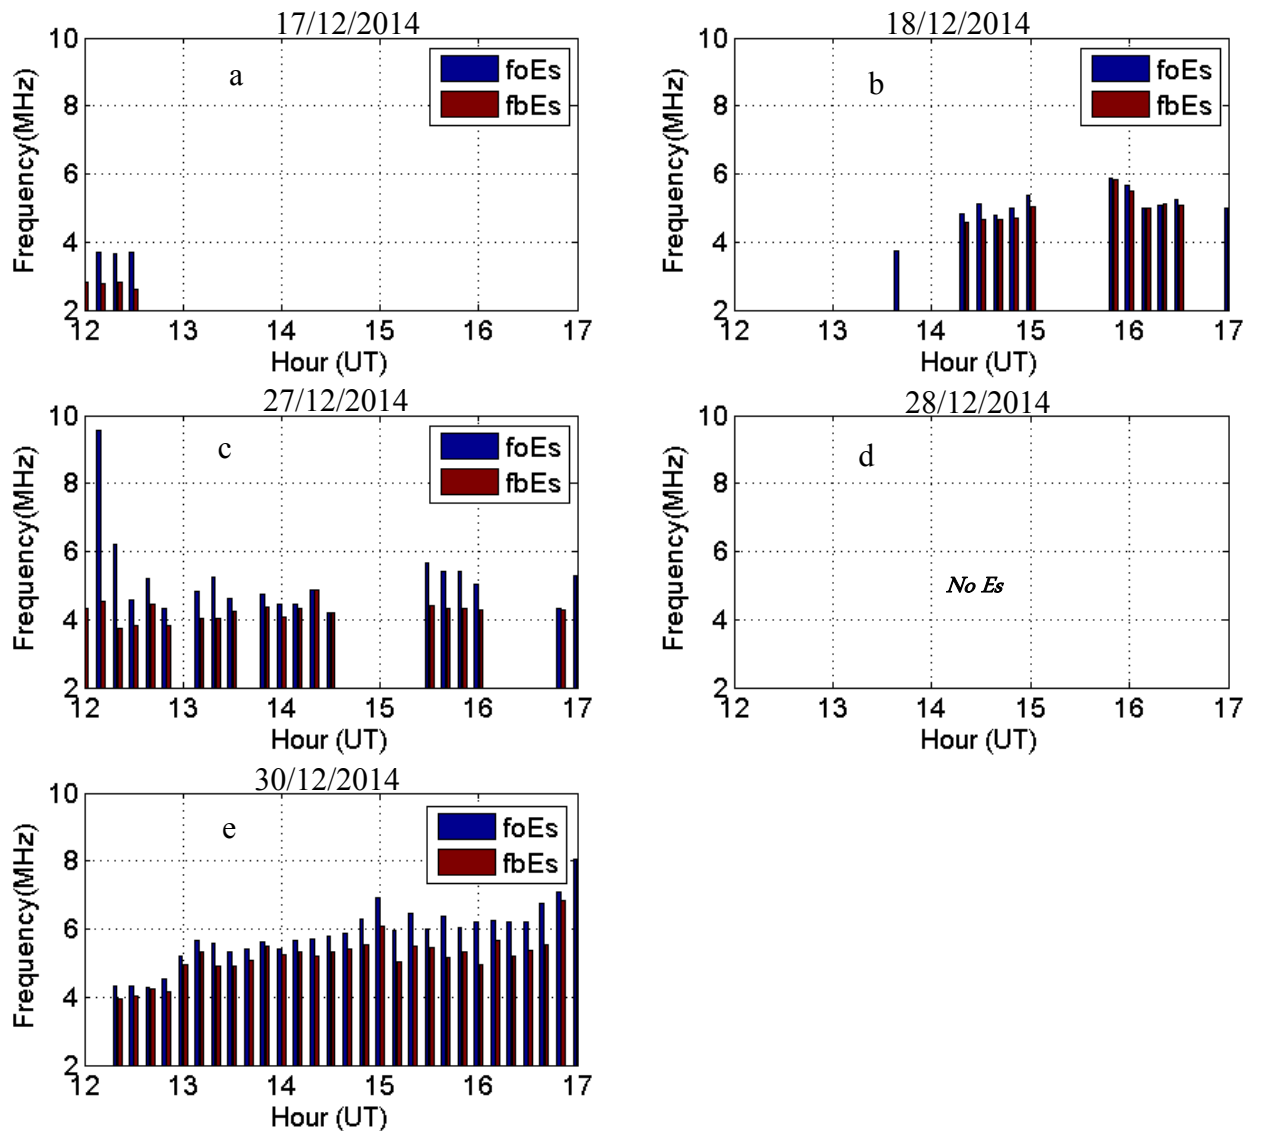 17/12/2014
10
8
6
4
2
Frequency(MHz)
a
foEs
fbEs
12 13 14 15 16 17
Hour (UT)
18/12/2014
10
8
6
4
2
Frequency(MHz)
b
foEs
fbEs
12 13 14 15 16 17
Hour (UT)
27/12/2014
10
8
6
4
2
Frequency(MHz)
c
foEs
fbEs
12 13 14 15 16 17
Hour (UT)
28/12/2014
10
8
6
4
2
Frequency(MHz)
d
No Es
12 13 14 15 16 17
Hour (UT)
30/12/2014
10
8
6
4
2
Frequency(MHz)
e
foEs
fbEs
12 13 14 15 16 17
Hour (UT)